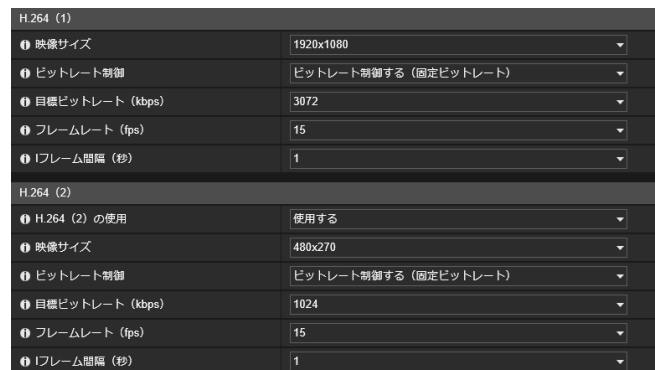 H.264（1）
映像サイズ 1920x1080
ビットレート制御 ビットレート制御する（固定ビットレート）
目標ビットレート（kbps） 3072
フレームレート（fps） 15
Iフレーム間隔（秒） 1
H.264（2）
H.264（2）の使用 使用する
映像サイズ 480x270
ビットレート制御 ビットレート制御する（固定ビットレート）
目標ビットレート（kbps） 1024
フレームレート（fps） 15
Iフレーム間隔（秒） 1